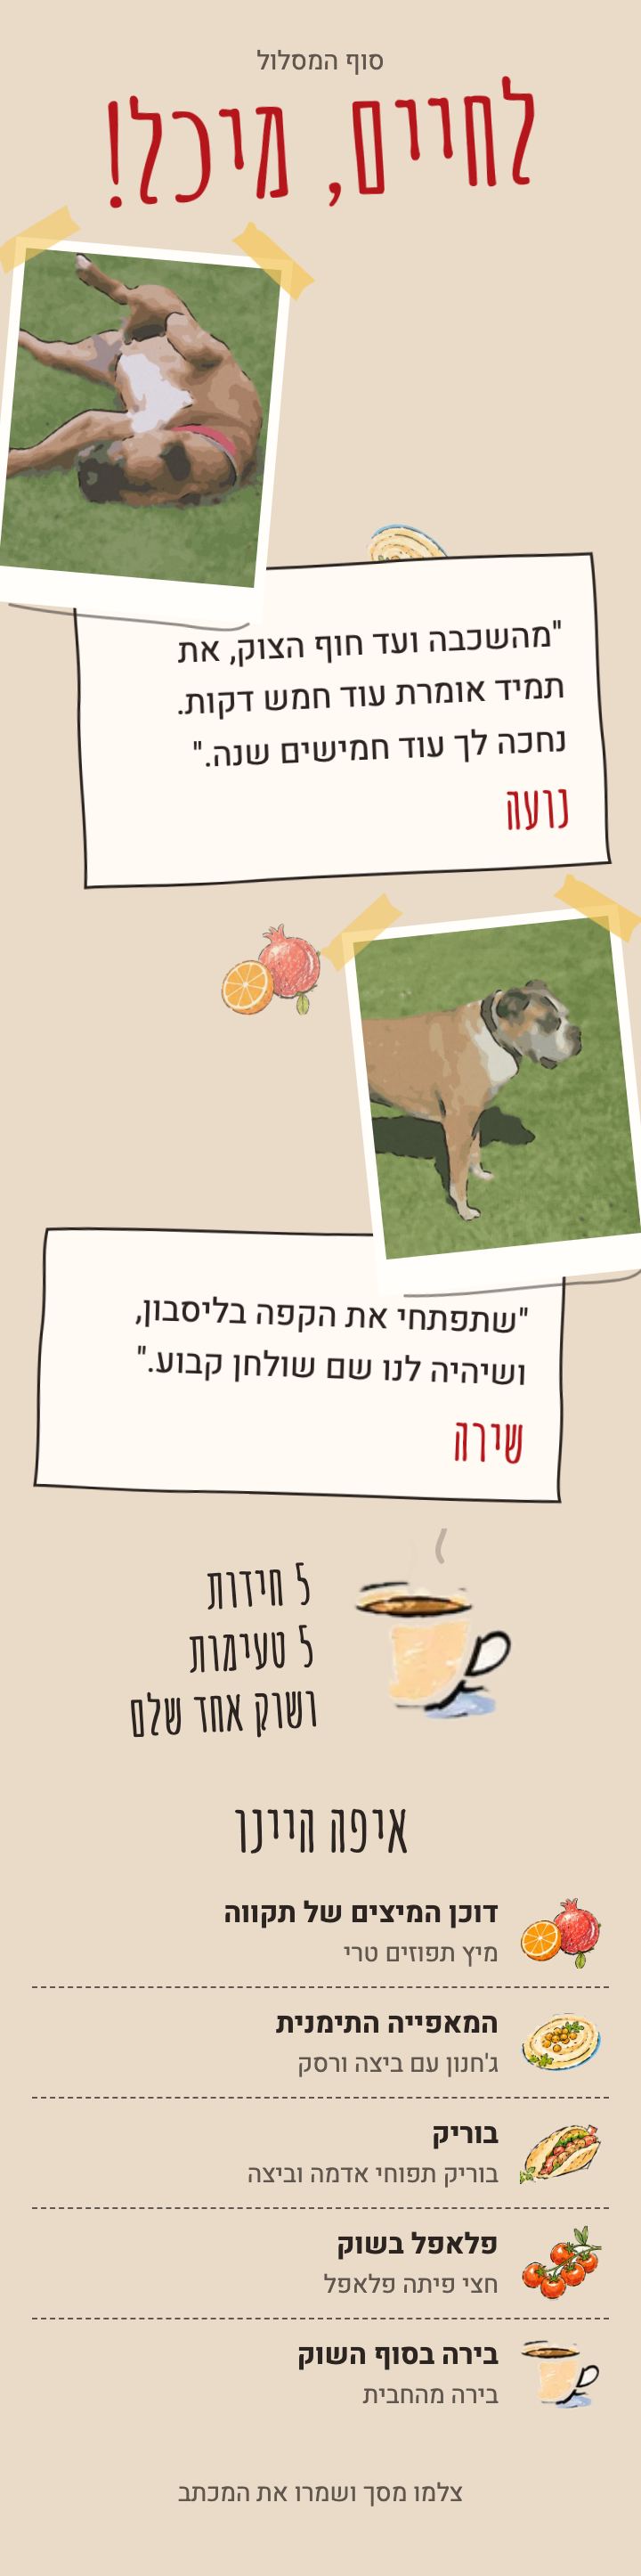 סוף המסלול
לחיים, מיכל!
"מהשכבה ועד חוף הצוק, את
תמיד אומרת עוד חמש דקות.
נחכה לך עוד חמישים שנה."
נועה
"שתפתחי את הקפה בליסבון,
ושיהיה לנו שם שולחן קבוע."
שירה
5 חידות
5 טעימות
ושוק אחד שלם
איפה היינו
דוכן המיצים של תקווה
מיץ תפוזים טרי
המאפייה התימנית
ג'חנון עם ביצה ורסק
בוריק
בוריק תפוחי אדמה וביצה
פלאפל בשוק
חצי פיתה פלאפל
בירה בסוף השוק
בירה מהחבית
צלמו מסך ושמרו את המכתב